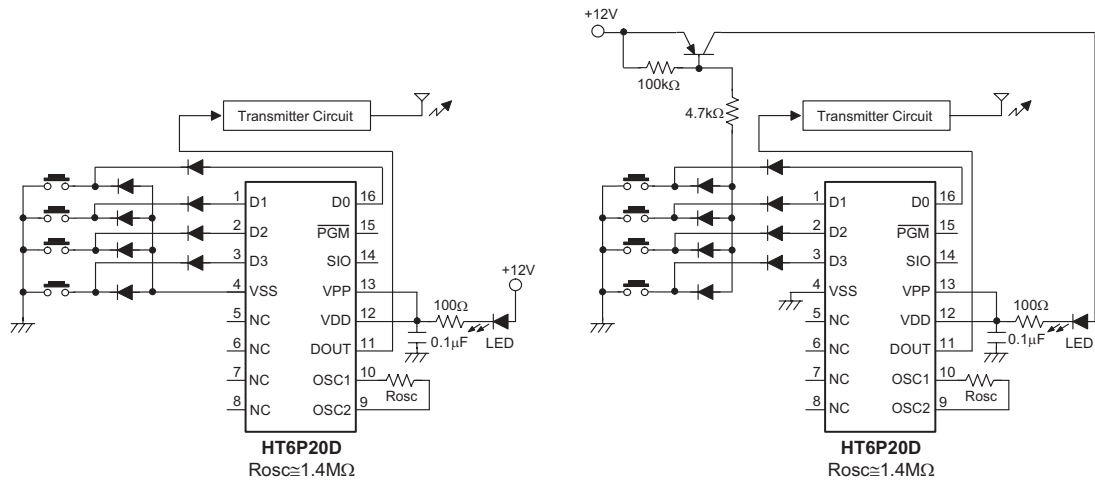 +12V
100kΩ
4.7kΩ
Transmitter Circuit
Transmitter Circuit
1 D1 D0 16
2 D2 PGM 15
3 D3 SIO 14
4 VSS VPP 13
5 NC VDD 12
6 NC DOUT 11
7 NC OSC1 10
8 NC OSC2 9
+12V
100Ω
LED
0.1μF
Rosc
HT6P20D
Rosc≅1.4MΩ
1 D1 D0 16
2 D2 PGM 15
3 D3 SIO 14
4 VSS VPP 13
5 NC VDD 12
6 NC DOUT 11
7 NC OSC1 10
8 NC OSC2 9
100Ω
LED
0.1μF
Rosc
HT6P20D
Rosc≅1.4MΩ